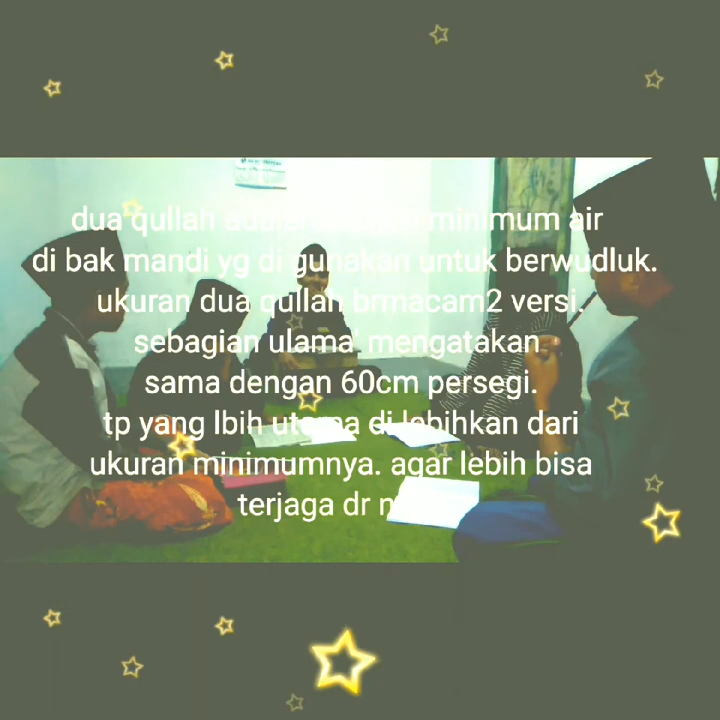 dua qullah adalah minimum air
di bak mandi yg di gunakan untuk berwudluk.
ukuran dua qullah brmacam2 versi.
sebagian ulama' mengatakan
sama dengan 60cm persegi.
tp yang lbih utama di lebihkan dari
ukuran minimumnya. agar lebih bisa
terjaga dr